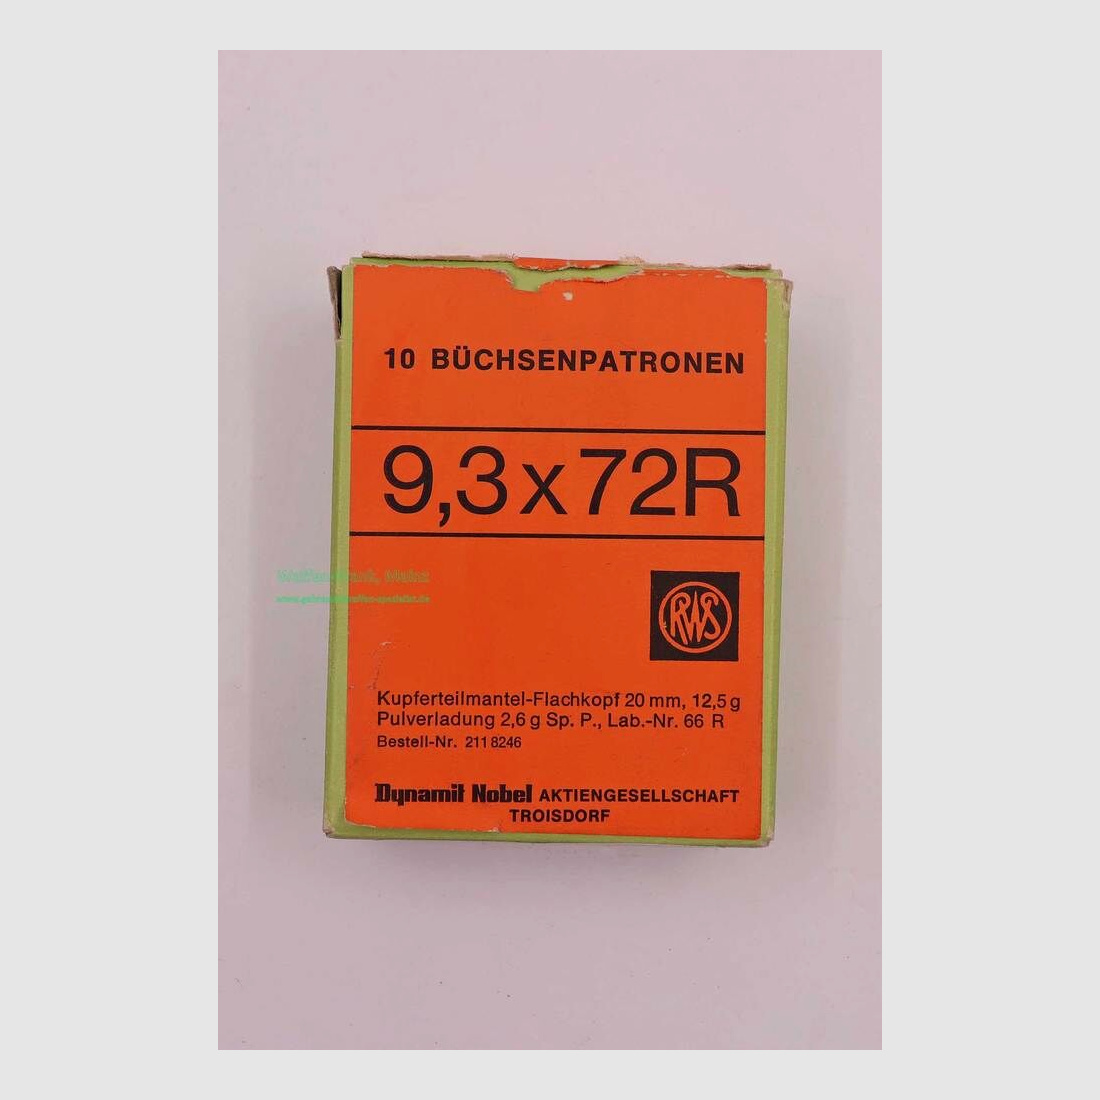 10 BÜCHSENPATRONEN
9,3x72R
RWS
Kupferteilmantel-Flachkopf 20 mm, 12,5 g
Pulverladung 2,6 g Sp. P., Lab.-Nr. 66 R
Bestell-Nr. 211 8246
Dynamit Nobel AKTIENGESELLSCHAFT
TROISDORF